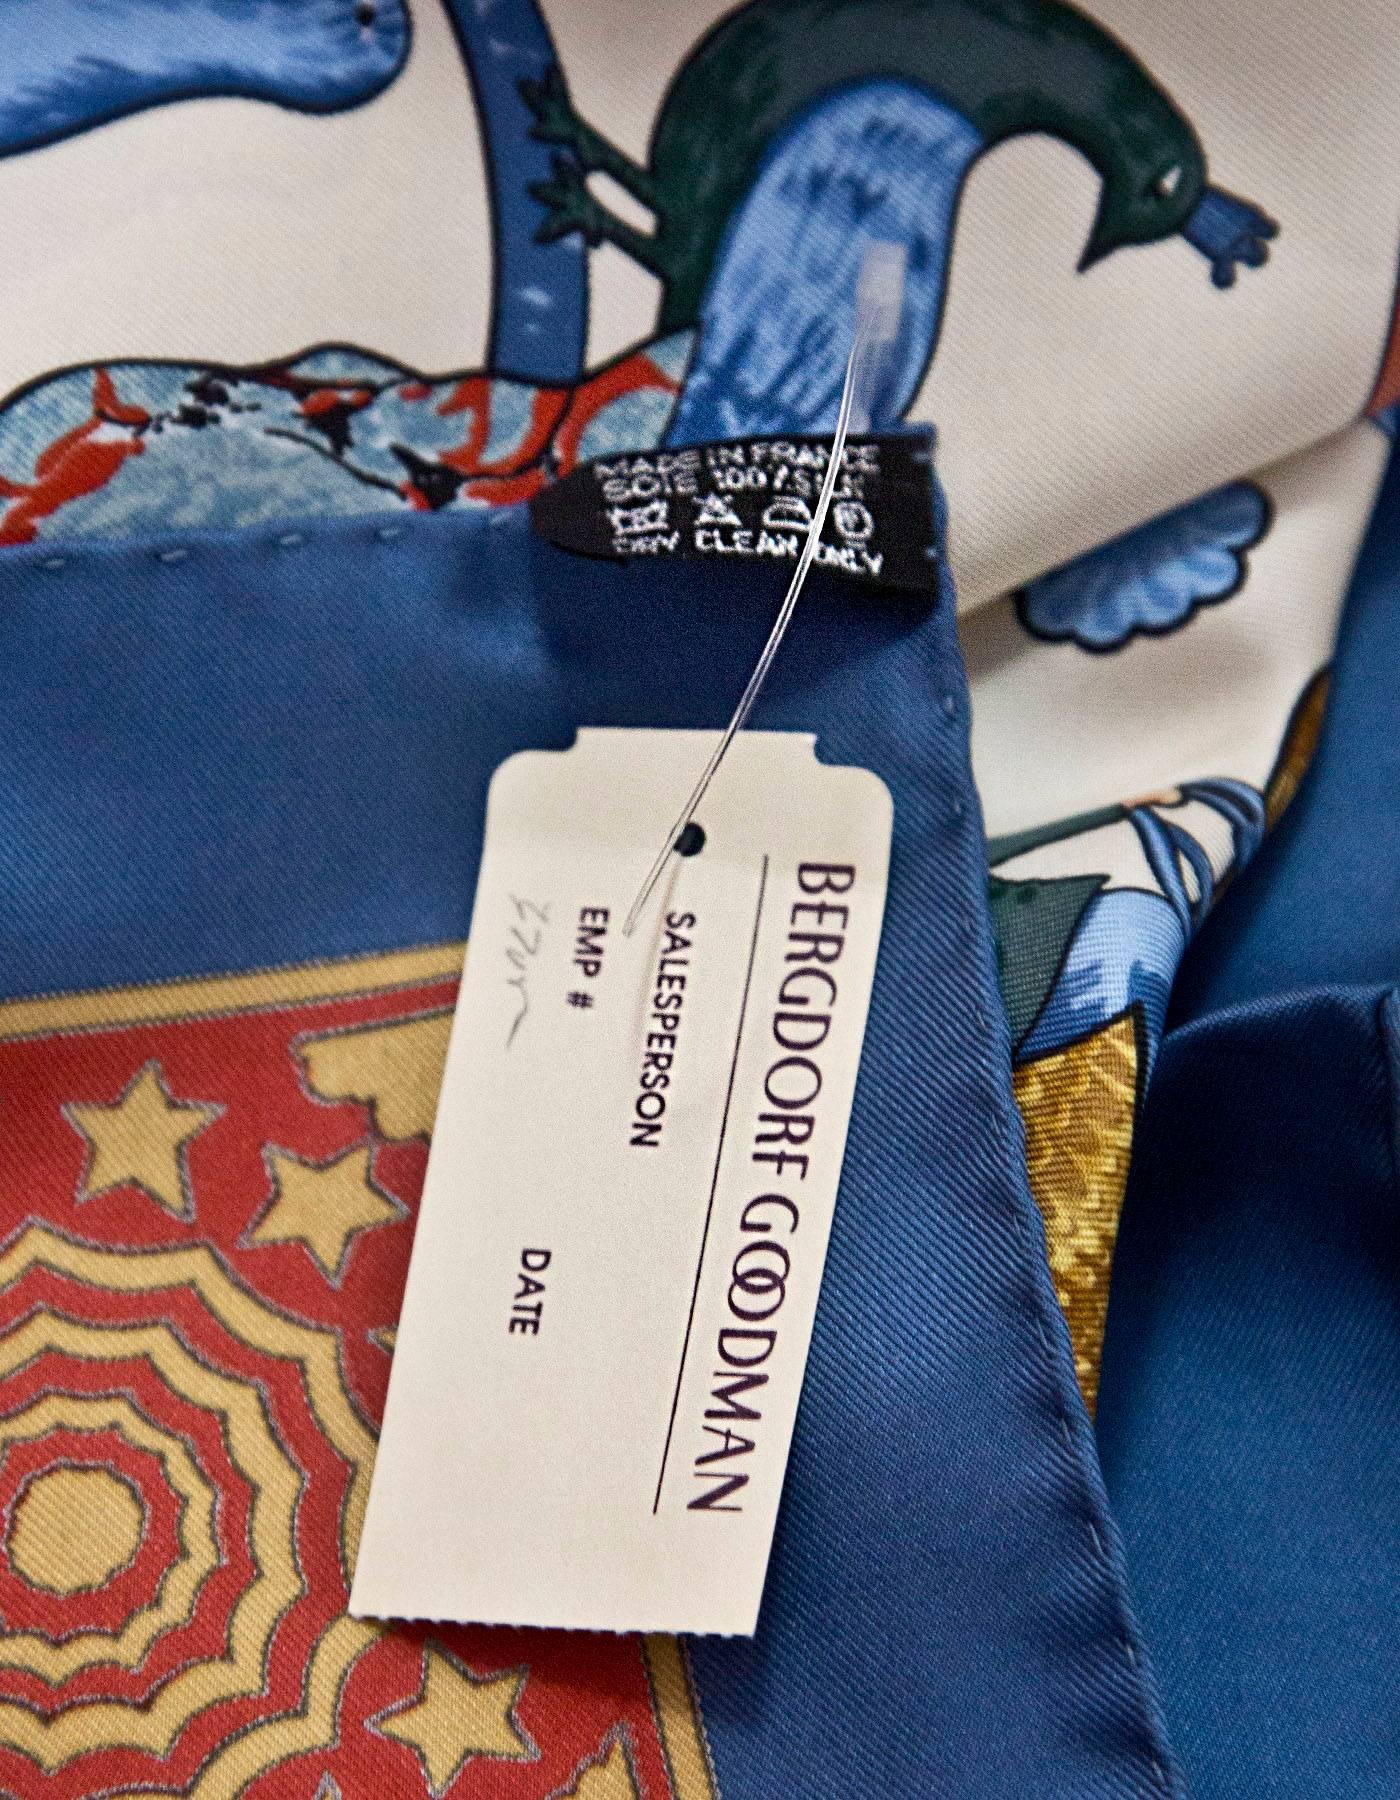 MADE IN FRANCE
SOIE 100% SILK
DRY CLEAN ONLY
BERGDORF GOODMAN
SALESPERSON
EMP #
DATE